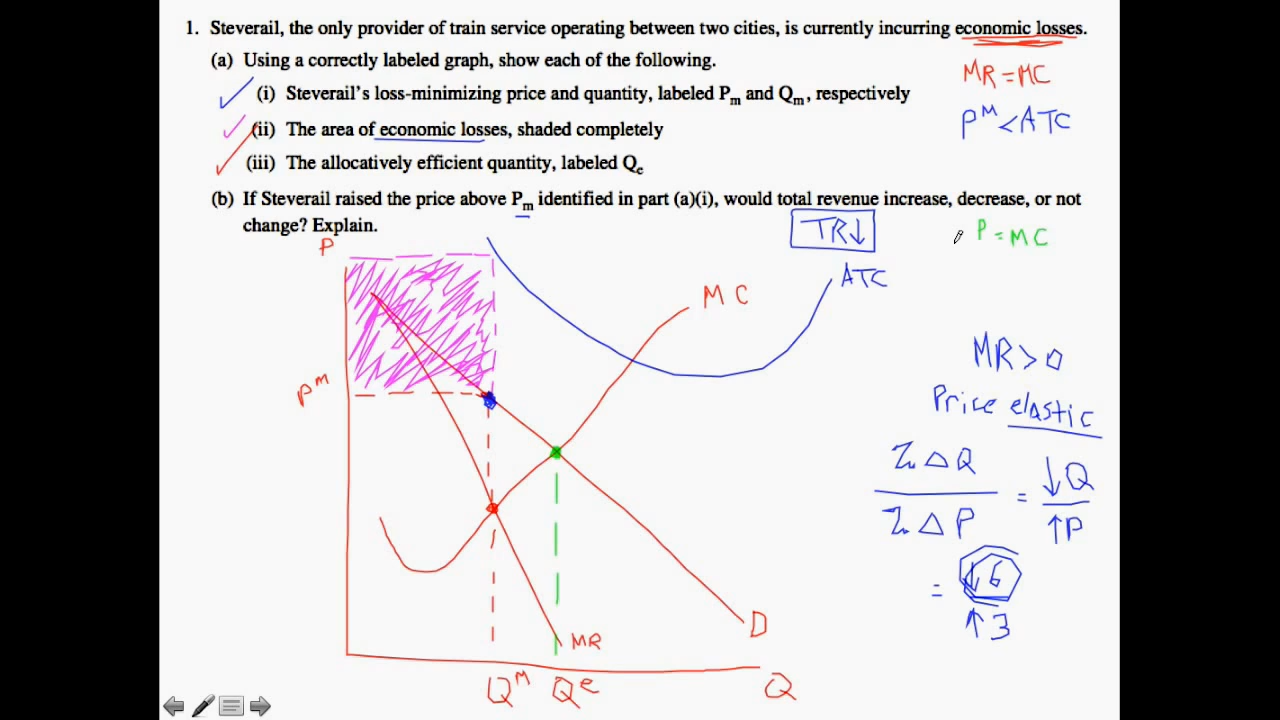 1. Steverail, the only provider of train service operating between two cities, is currently incurring economic losses.
(a) Using a correctly labeled graph, show each of the following.
MR = MC
(i) Steverail's loss-minimizing price and quantity, labeled Pm and Qm, respectively
PM < ATC
(ii) The area of economic losses, shaded completely
(iii) The allocatively efficient quantity, labeled Qe
(b) If Steverail raised the price above Pm identified in part (a)(i), would total revenue increase, decrease, or not
change? Explain.
TR↓
P = MC
P
ATC
MC
MR > 0
Pm
Price elastic
% Δ Q
% Δ P
= ↓Q
↑P
= ↓6
↑3
D
MR
QM
Qe
Q